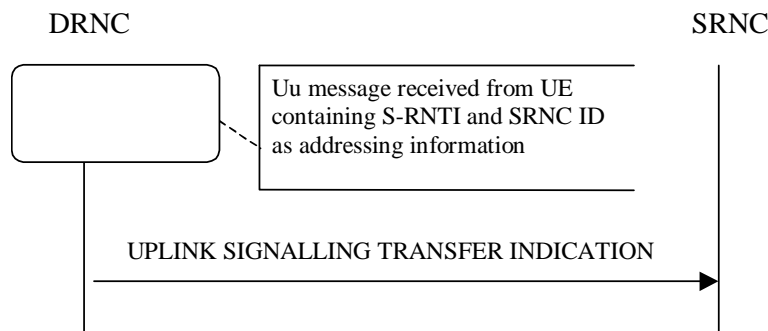 DRNC
SRNC
Uu message received from UE
containing S-RNTI and SRNC ID
as addressing information
UPLINK SIGNALLING TRANSFER INDICATION